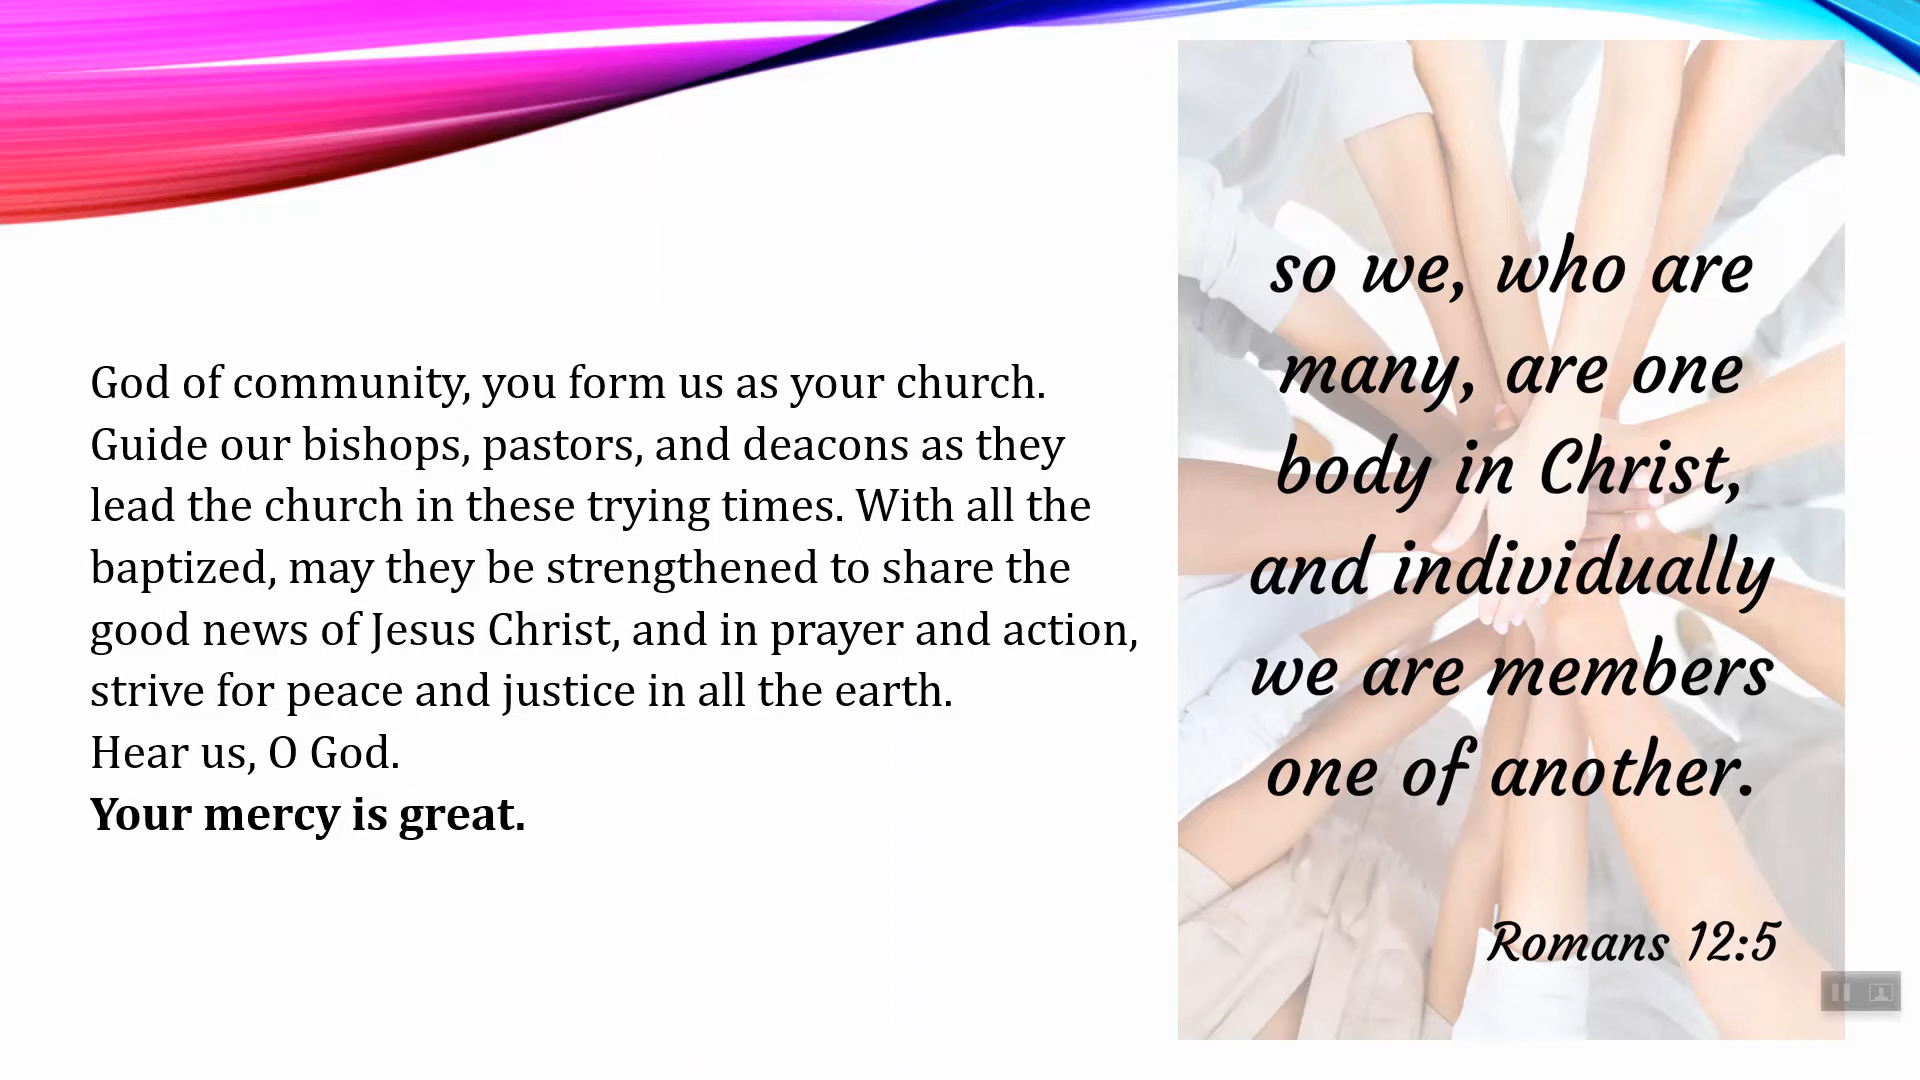 God of community, you form us as your church.
Guide our bishops, pastors, and deacons as they
lead the church in these trying times. With all the
baptized, may they be strengthened to share the
good news of Jesus Christ, and in prayer and action,
strive for peace and justice in all the earth.
Hear us, O God.
Your mercy is great.
so we, who are
many, are one
body in Christ,
and individually
we are members
one of another.
Romans 12:5